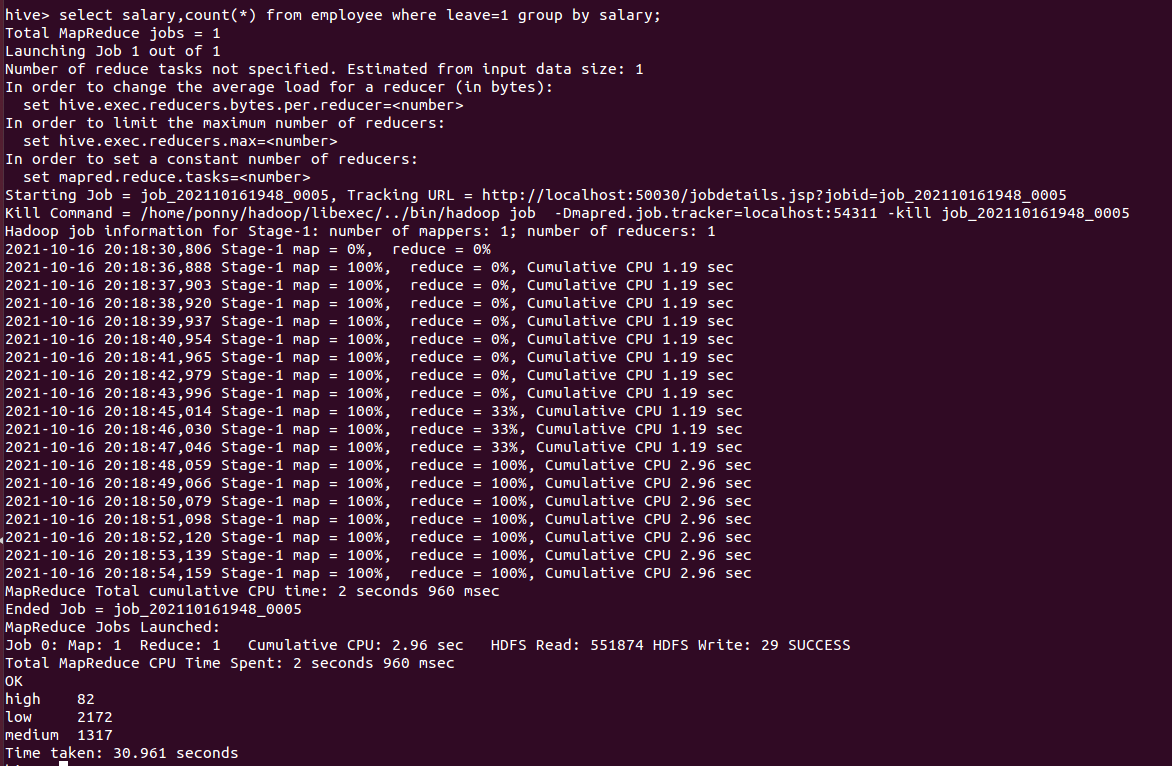 hive> select salary,count(*) from employee where leave=1 group by salary;
Total MapReduce jobs = 1
Launching Job 1 out of 1
Number of reduce tasks not specified. Estimated from input data size: 1
In order to change the average load for a reducer (in bytes):
  set hive.exec.reducers.bytes.per.reducer=<number>
In order to limit the maximum number of reducers:
  set hive.exec.reducers.max=<number>
In order to set a constant number of reducers:
  set mapred.reduce.tasks=<number>
Starting Job = job_202110161948_0005, Tracking URL = http://localhost:50030/jobdetails.jsp?jobid=job_202110161948_0005
Kill Command = /home/ponny/hadoop/libexec/../bin/hadoop job  -Dmapred.job.tracker=localhost:54311 -kill job_202110161948_0005
Hadoop job information for Stage-1: number of mappers: 1; number of reducers: 1
2021-10-16 20:18:30,806 Stage-1 map = 0%,  reduce = 0%
2021-10-16 20:18:36,888 Stage-1 map = 100%,  reduce = 0%, Cumulative CPU 1.19 sec
2021-10-16 20:18:37,903 Stage-1 map = 100%,  reduce = 0%, Cumulative CPU 1.19 sec
2021-10-16 20:18:38,920 Stage-1 map = 100%,  reduce = 0%, Cumulative CPU 1.19 sec
2021-10-16 20:18:39,937 Stage-1 map = 100%,  reduce = 0%, Cumulative CPU 1.19 sec
2021-10-16 20:18:40,954 Stage-1 map = 100%,  reduce = 0%, Cumulative CPU 1.19 sec
2021-10-16 20:18:41,965 Stage-1 map = 100%,  reduce = 0%, Cumulative CPU 1.19 sec
2021-10-16 20:18:42,979 Stage-1 map = 100%,  reduce = 0%, Cumulative CPU 1.19 sec
2021-10-16 20:18:43,996 Stage-1 map = 100%,  reduce = 0%, Cumulative CPU 1.19 sec
2021-10-16 20:18:45,014 Stage-1 map = 100%,  reduce = 33%, Cumulative CPU 1.19 sec
2021-10-16 20:18:46,030 Stage-1 map = 100%,  reduce = 33%, Cumulative CPU 1.19 sec
2021-10-16 20:18:47,046 Stage-1 map = 100%,  reduce = 33%, Cumulative CPU 1.19 sec
2021-10-16 20:18:48,059 Stage-1 map = 100%,  reduce = 100%, Cumulative CPU 2.96 sec
2021-10-16 20:18:49,066 Stage-1 map = 100%,  reduce = 100%, Cumulative CPU 2.96 sec
2021-10-16 20:18:50,079 Stage-1 map = 100%,  reduce = 100%, Cumulative CPU 2.96 sec
2021-10-16 20:18:51,098 Stage-1 map = 100%,  reduce = 100%, Cumulative CPU 2.96 sec
2021-10-16 20:18:52,120 Stage-1 map = 100%,  reduce = 100%, Cumulative CPU 2.96 sec
2021-10-16 20:18:53,139 Stage-1 map = 100%,  reduce = 100%, Cumulative CPU 2.96 sec
2021-10-16 20:18:54,159 Stage-1 map = 100%,  reduce = 100%, Cumulative CPU 2.96 sec
MapReduce Total cumulative CPU time: 2 seconds 960 msec
Ended Job = job_202110161948_0005
MapReduce Jobs Launched:
Job 0: Map: 1  Reduce: 1   Cumulative CPU: 2.96 sec   HDFS Read: 551874 HDFS Write: 29 SUCCESS
Total MapReduce CPU Time Spent: 2 seconds 960 msec
OK
high    82
low     2172
medium  1317
Time taken: 30.961 seconds